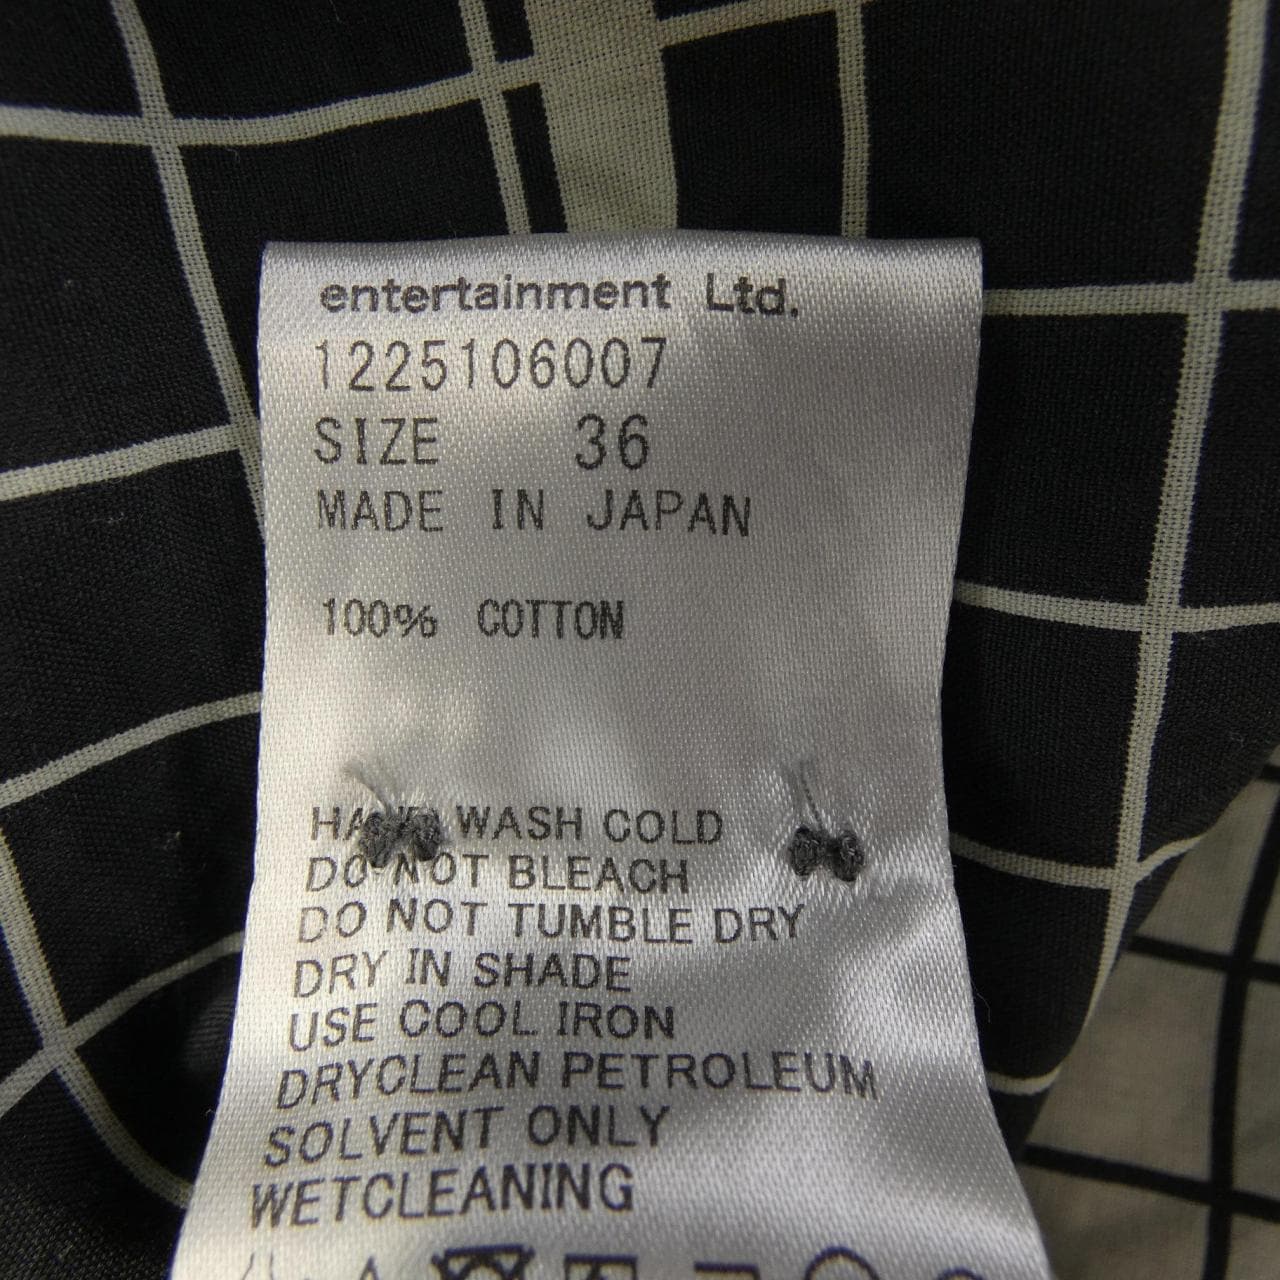 entertainment Ltd.
1225106007
SIZE 36
MADE IN JAPAN
100% COTTON
HAND WASH COLD
DO NOT BLEACH
DO NOT TUMBLE DRY
DRY IN SHADE
USE COOL IRON
DRYCLEAN PETROLEUM
SOLVENT ONLY
WETCLEANING